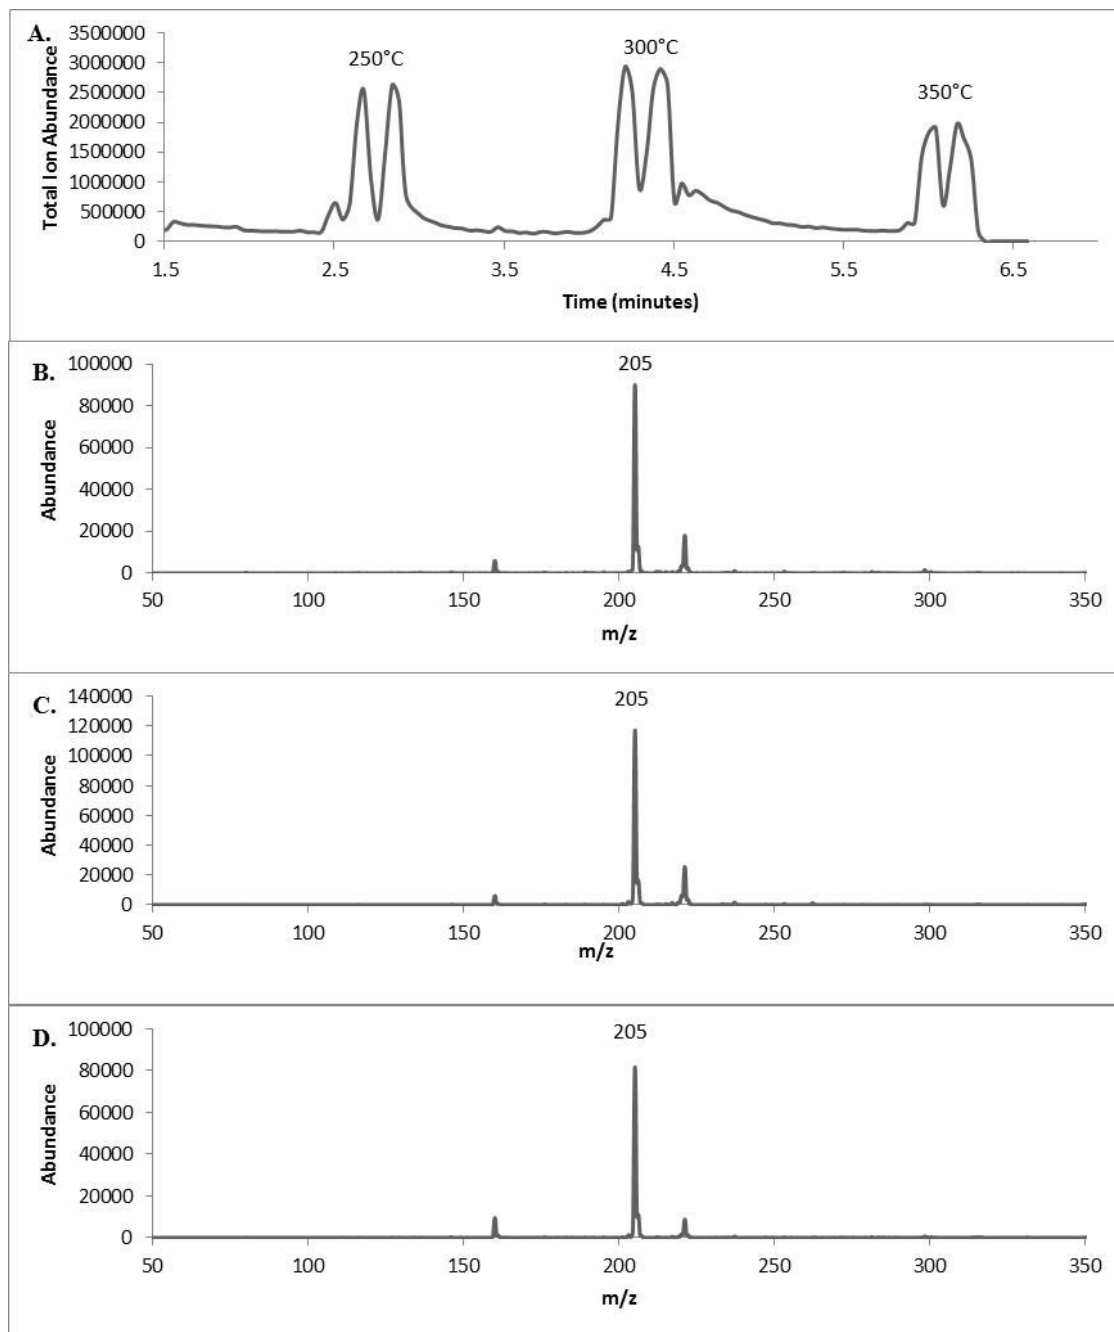 A.
Total Ion Abundance
3500000
3000000
2500000
2000000
1500000
1000000
500000
0
250°C
300°C
350°C
1.5 2.5 3.5 4.5 5.5 6.5
Time (minutes)
B.
Abundance
100000
80000
60000
40000
20000
0
205
50 100 150 200 250 300 350
m/z
C.
Abundance
140000
120000
100000
80000
60000
40000
20000
0
205
50 100 150 200 250 300 350
m/z
D.
Abundance
100000
80000
60000
40000
20000
0
205
50 100 150 200 250 300 350
m/z